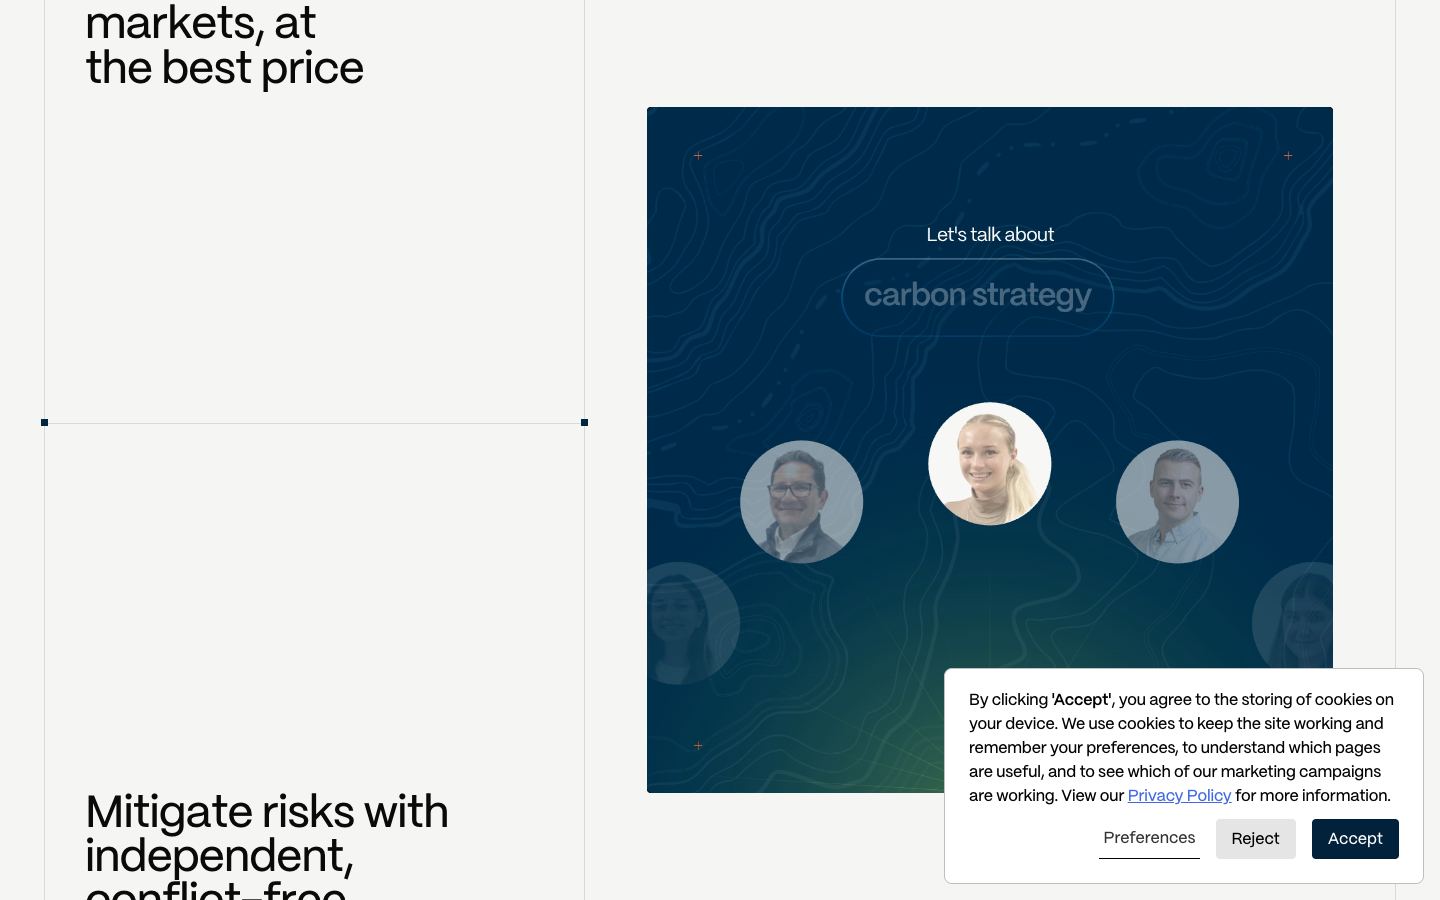 markets, at
the best price
Let's talk about
carbon strategy
Mitigate risks with
independent,
conflict-free
By clicking 'Accept', you agree to the storing of cookies on
your device. We use cookies to keep the site working and
remember your preferences, to understand which pages
are useful, and to see which of our marketing campaigns
are working. View our Privacy Policy for more information.
Preferences
Reject
Accept